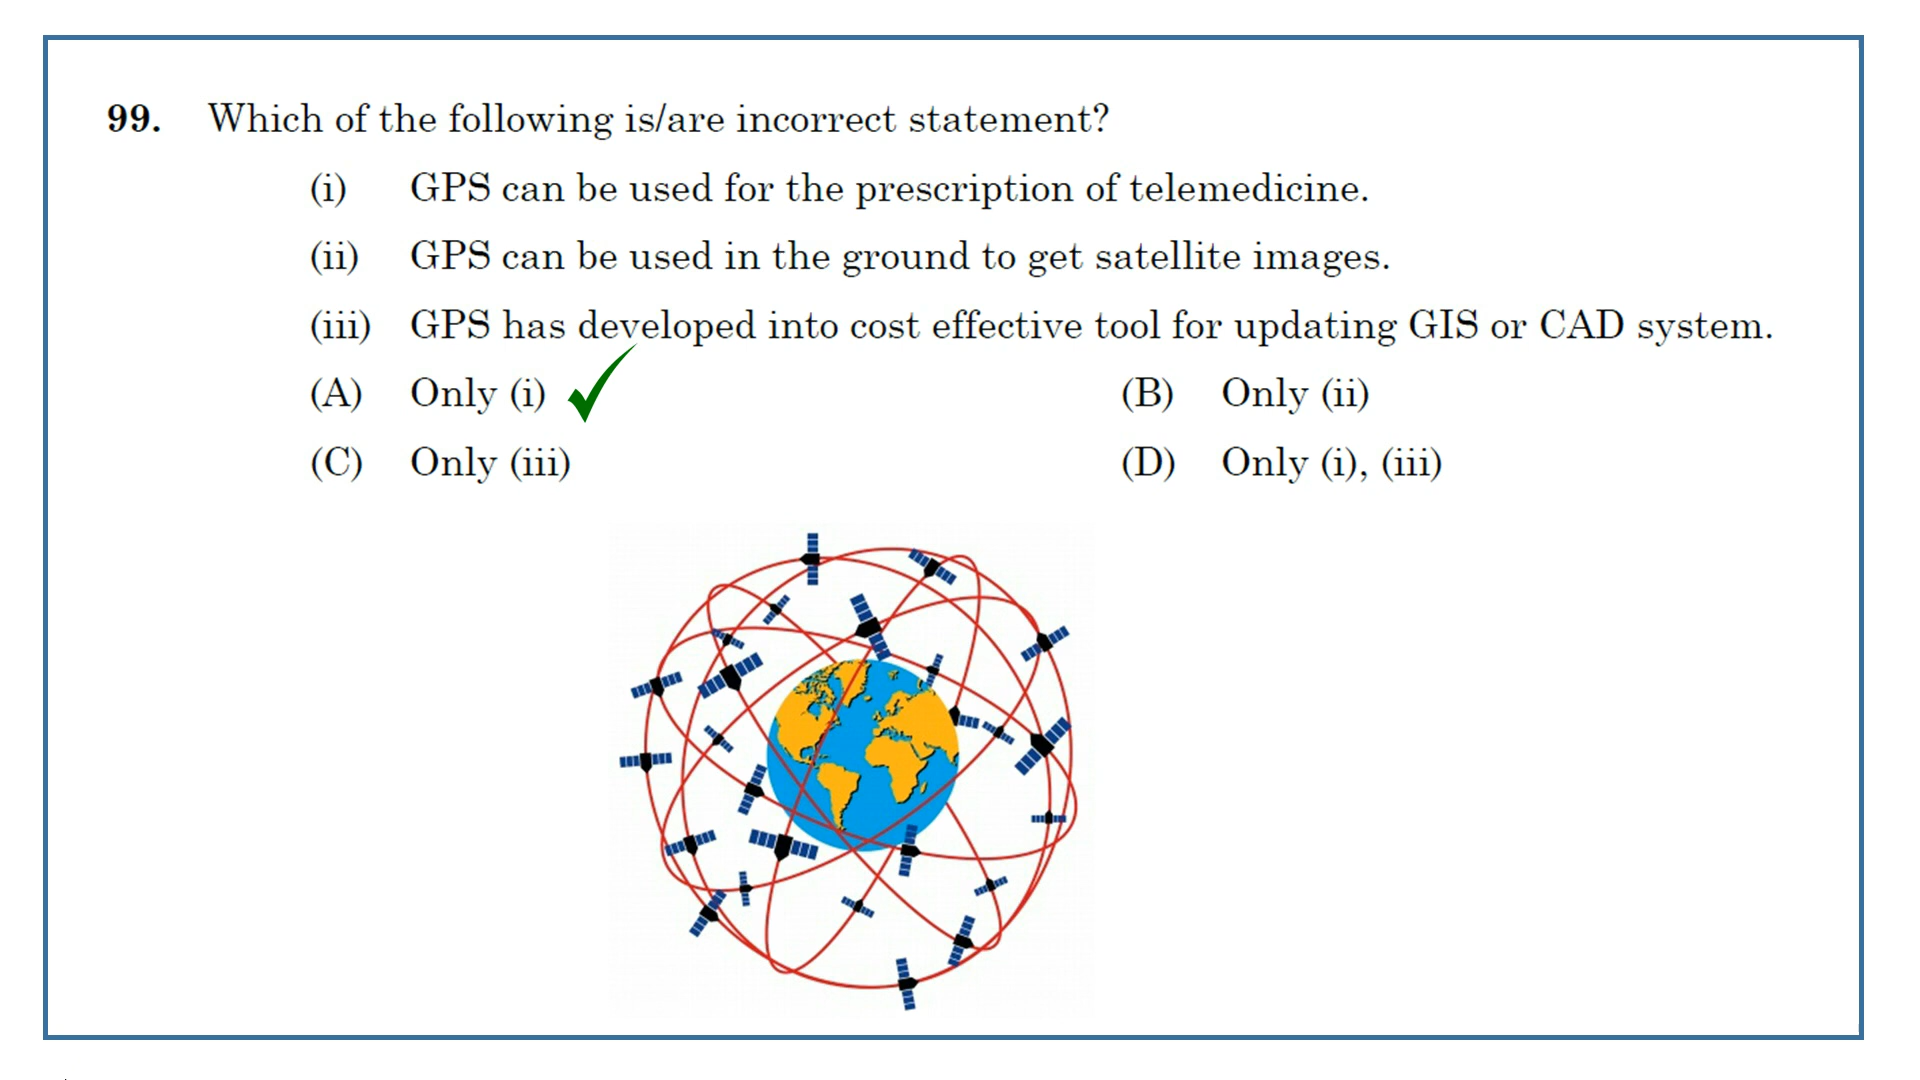 99. Which of the following is/are incorrect statement?
(i) GPS can be used for the prescription of telemedicine.
(ii) GPS can be used in the ground to get satellite images.
(iii) GPS has developed into cost effective tool for updating GIS or CAD system.
(A) Only (i) (B) Only (ii)
(C) Only (iii) (D) Only (i), (iii)